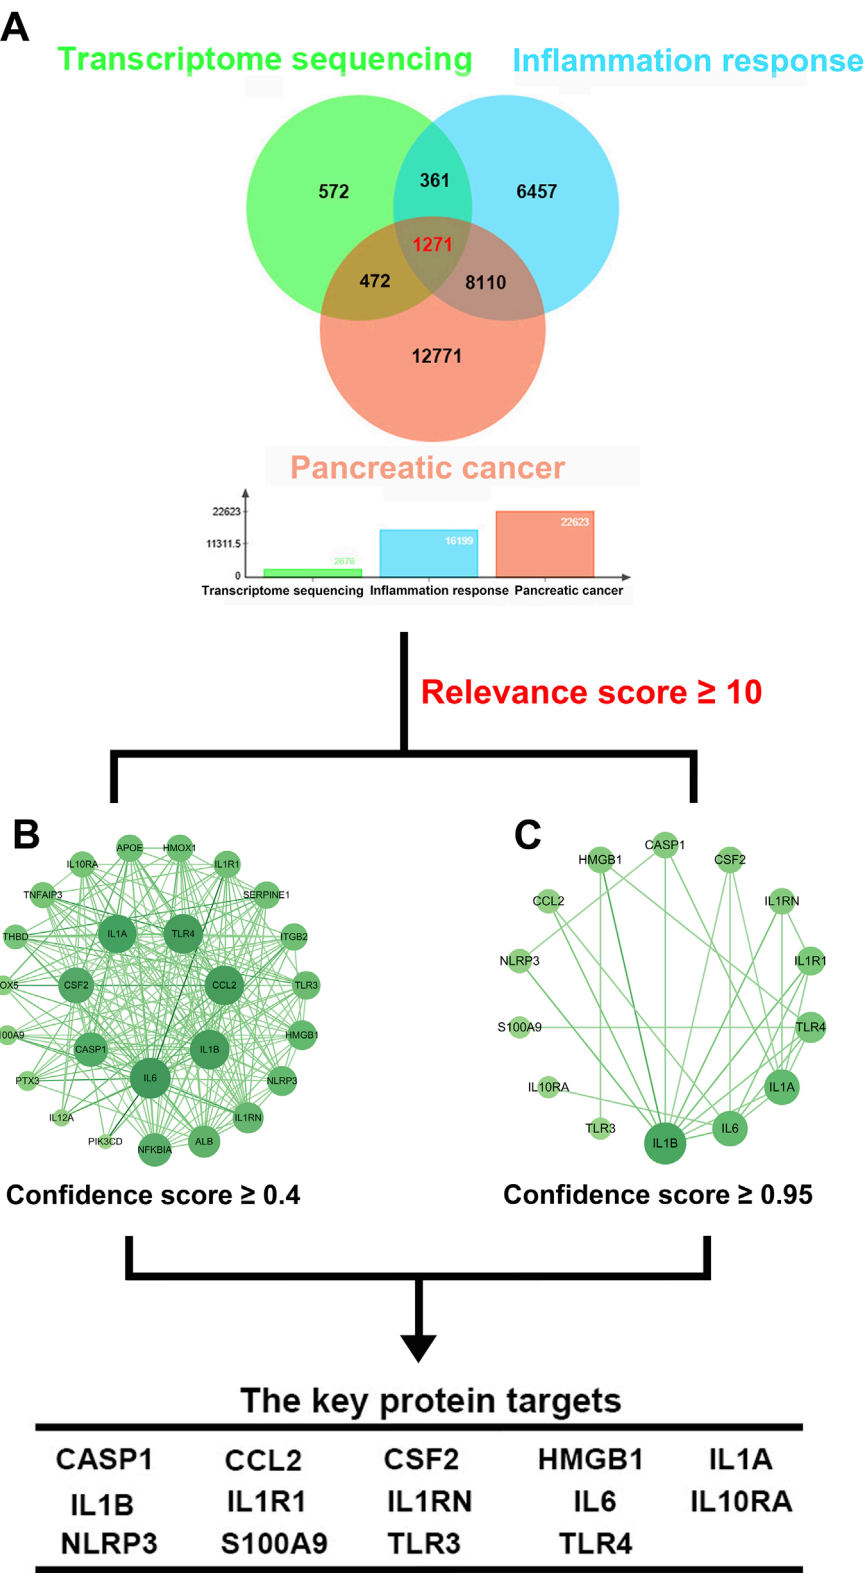 A
Transcriptome sequencing
Inflammation response
572
361
6457
1271
472
8110
12771
Pancreatic cancer
22623
11311.5
0
2676
16199
22623
Transcriptome sequencing Inflammation response Pancreatic cancer
Relevance score ≥ 10
B
APOE
HMOX1
IL10RA
IL1R1
TNFAIP3
SERPINE1
THBD
IL1A
TLR4
ITGB2
OX5
CSF2
CCL2
TLR3
100A9
CASP1
IL1B
HMGB1
PTX3
IL6
NLRP3
IL12A
IL1RN
PIK3CD
NFKBIA
ALB
Confidence score ≥ 0.4
C
CASP1
HMGB1
CSF2
CCL2
IL1RN
NLRP3
IL1R1
S100A9
TLR4
IL10RA
IL1A
TLR3
IL6
IL1B
Confidence score ≥ 0.95
The key protein targets
CASP1 CCL2 CSF2 HMGB1 IL1A
IL1B IL1R1 IL1RN IL6 IL10RA
NLRP3 S100A9 TLR3 TLR4